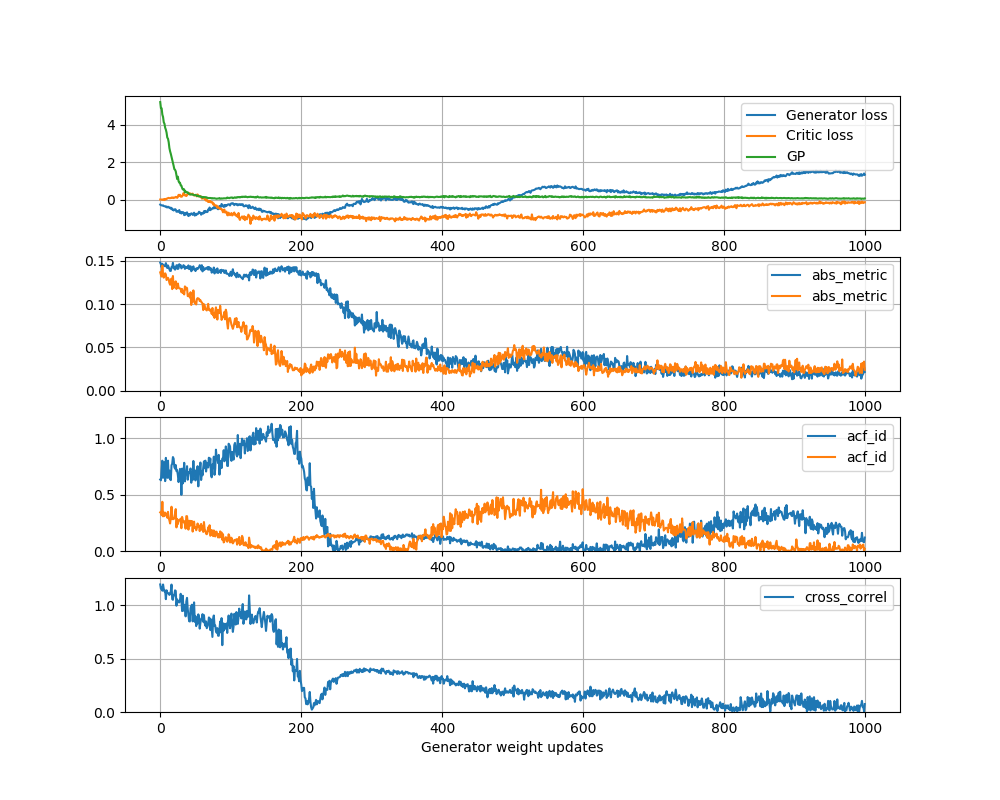 4
2
0
Generator loss
Critic loss
GP
0 200 400 600 800 1000
0.15
0.10
0.05
0.00
abs_metric
abs_metric
0 200 400 600 800 1000
1.0
0.5
0.0
acf_id
acf_id
0 200 400 600 800 1000
1.0
0.5
0.0
cross_correl
0 200 400 600 800 1000
Generator weight updates